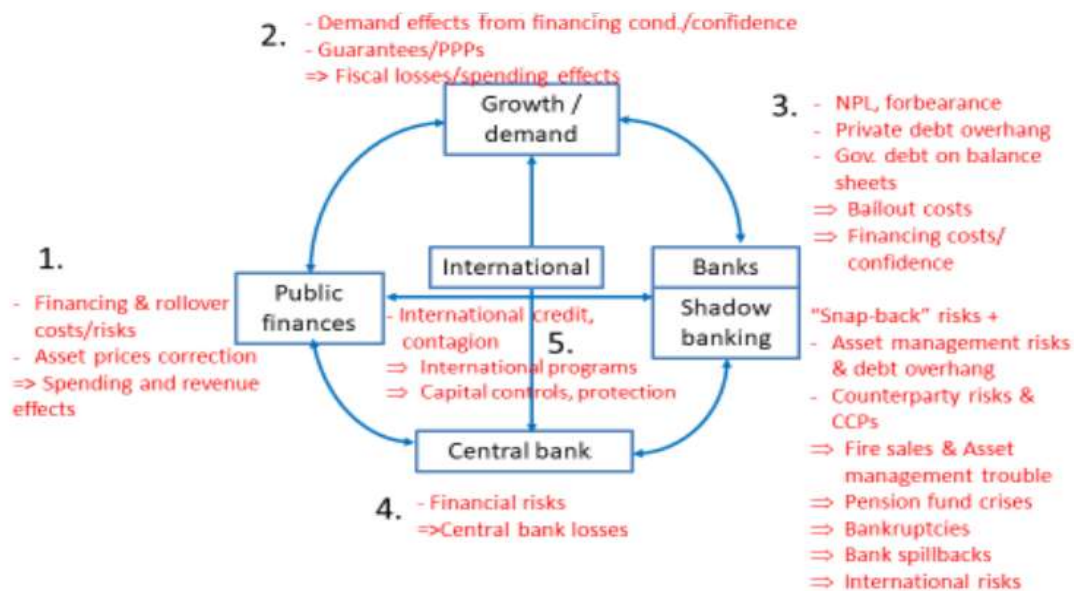 2.
- Demand effects from financing cond./confidence
- Guarantees/PPPs
=> Fiscal losses/spending effects
Growth /
demand
3.
- NPL, forbearance
- Private debt overhang
- Gov. debt on balance
sheets
⇒ Bailout costs
⇒ Financing costs/
confidence
1.
- Financing & rollover
costs/risks
- Asset prices correction
=> Spending and revenue
effects
Public
finances
International
Banks
Shadow
banking
- International credit,
contagion
5.
⇒ International programs
⇒ Capital controls, protection
"Snap-back" risks +
- Asset management risks
& debt overhang
- Counterparty risks &
CCPs
⇒ Fire sales & Asset
management trouble
⇒ Pension fund crises
⇒ Bankruptcies
⇒ Bank spillbacks
⇒ International risks
Central bank
4.
- Financial risks
=>Central bank losses